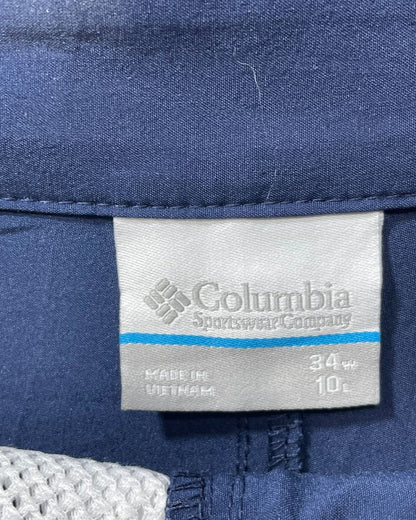 Columbia
Sportswear Company
MADE IN
VIETNAM
34W
10L